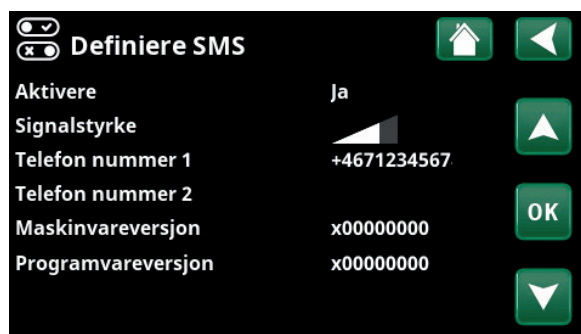 Definiere SMS
Aktivere Ja
Signalstyrke
Telefon nummer 1 +4671234567
Telefon nummer 2
Maskinvareversjon x00000000
OK
Programvareversjon x00000000